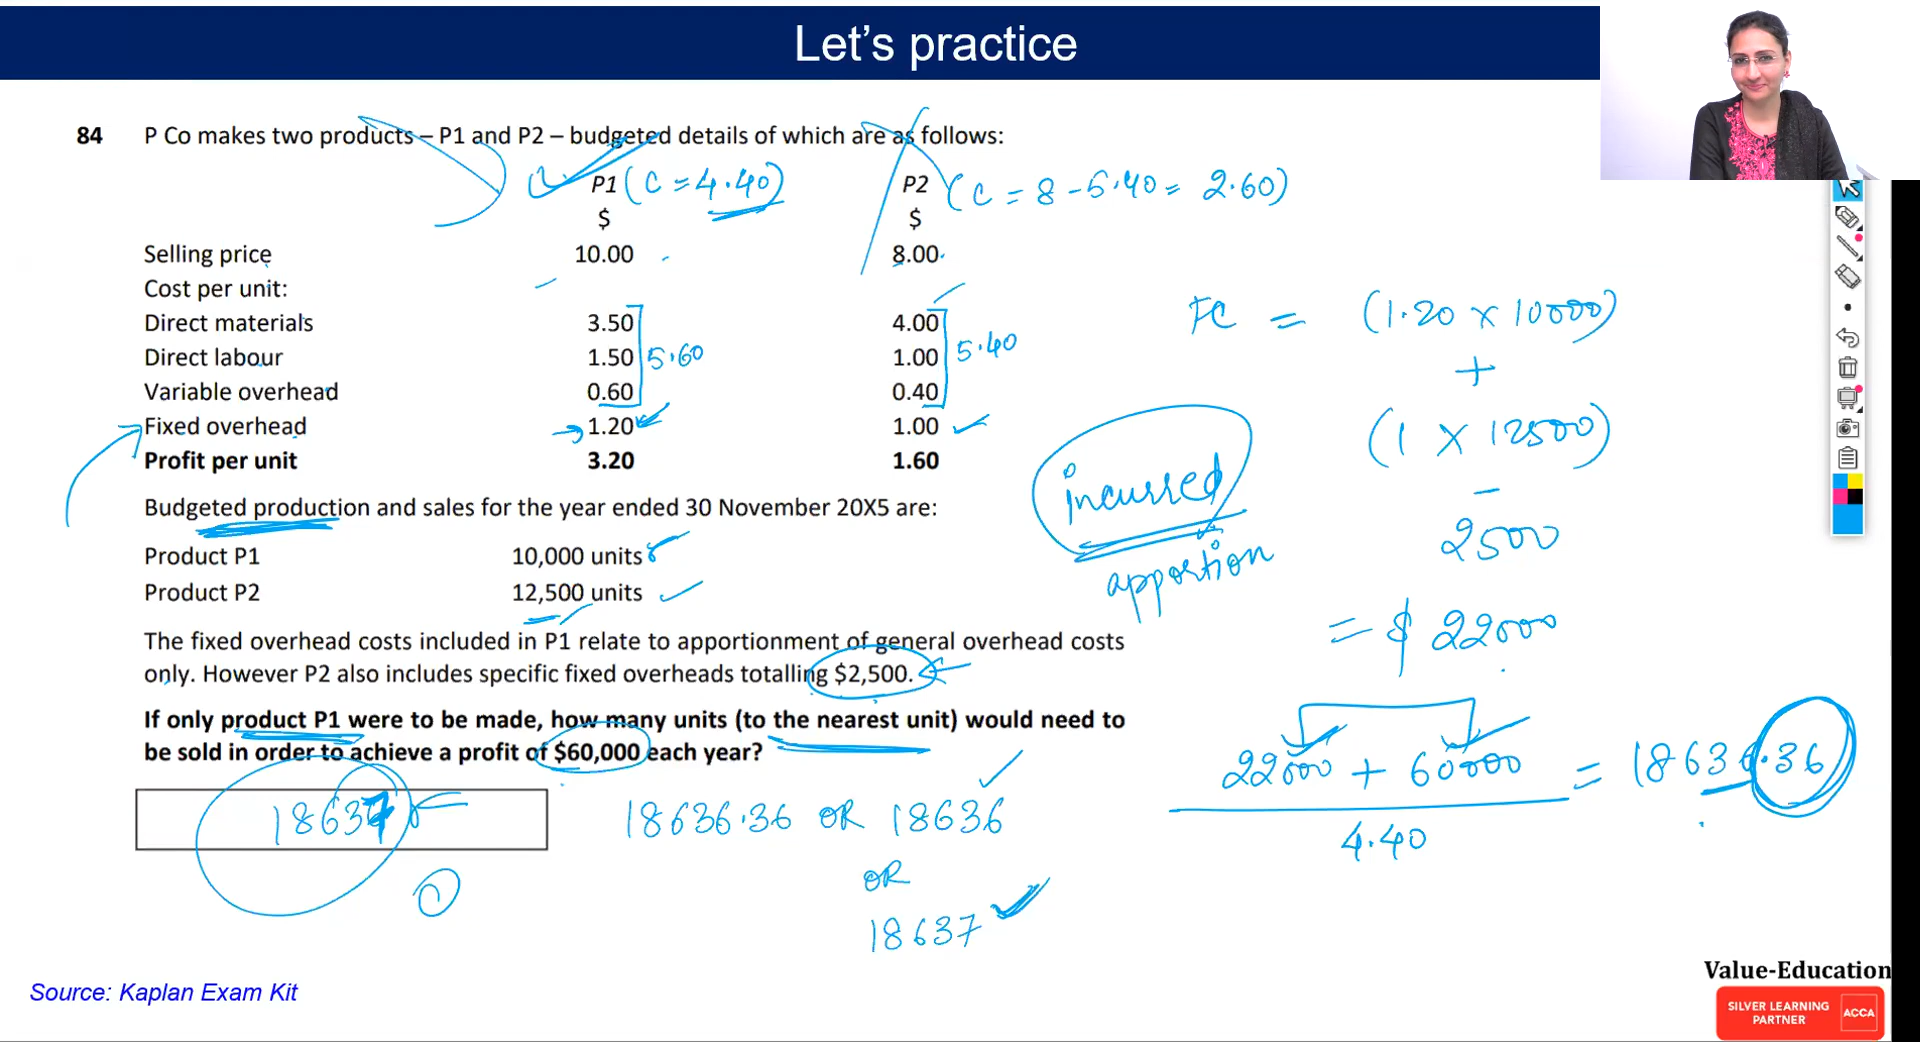 Let's practice
84 P Co makes two products – P1 and P2 – budgeted details of which are as follows:
P1 (C = 4.40) P2 (C = 8 - 5.40 = 2.60)
$ $
Selling price 10.00 8.00
Cost per unit:
Direct materials 3.50 4.00
Direct labour 1.50 1.00
5.60 5.40
Variable overhead 0.60 0.40
Fixed overhead 1.20 1.00
Profit per unit 3.20 1.60
FC = (1.20 x 10000)
+
(1 x 12500)
-
2500
= $ 22000
incurred
apportion
Budgeted production and sales for the year ended 30 November 20X5 are:
Product P1 10,000 units
Product P2 12,500 units
The fixed overhead costs included in P1 relate to apportionment of general overhead costs
only. However P2 also includes specific fixed overheads totalling $2,500.
If only product P1 were to be made, how many units (to the nearest unit) would need to
be sold in order to achieve a profit of $60,000 each year?
22000 + 60000 = 18636.36
4.40
18637
18636.36 OR 18636
OR
18637
Source: Kaplan Exam Kit
Value-Education
SILVER LEARNING
PARTNER
ACCA